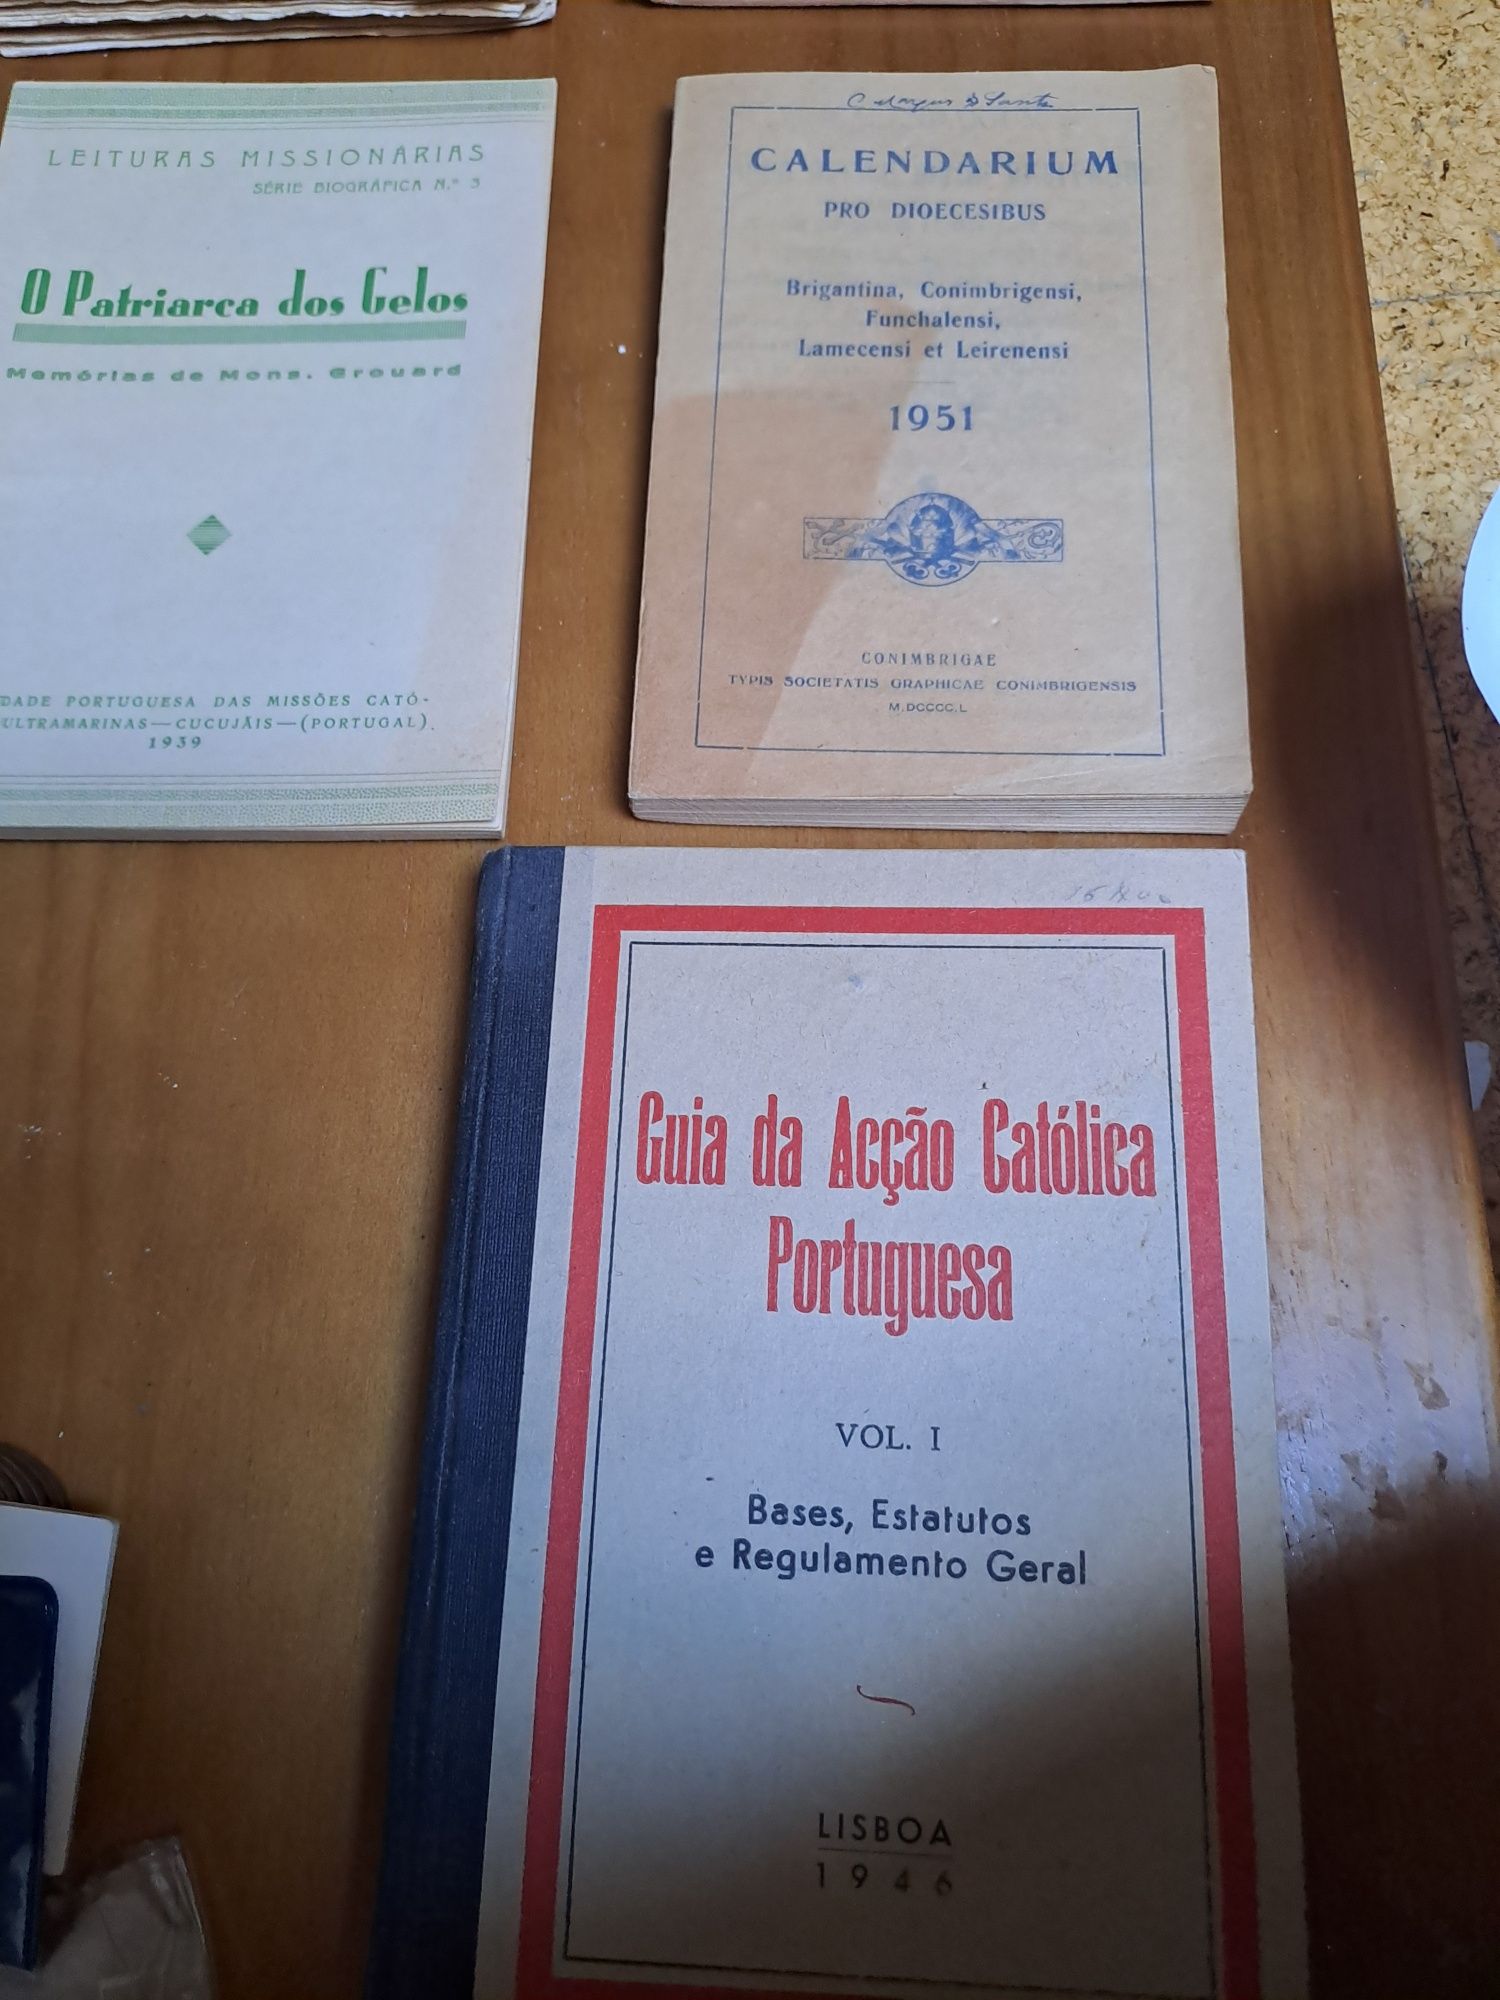 LEITURAS MISSIONÁRIAS
SÉRIE BIOGRÁFICA N.º 3
O Patriarca dos Gelos
Memórias de Mons. Grouard
DADE PORTUGUESA DAS MISSÕES CATÓ-
ULTRAMARINAS—CUCUJÃIS—(PORTUGAL).
1939
CALENDARIUM
PRO DIOECESIBUS
Brigantina, Conimbrigensi,
Funchalensi,
Lamecensi et Leirenensi
1951
CONIMBRIGAE
TYPIS SOCIETATIS GRAPHICAE CONIMBRIGENSIS
M.DCCCC.L
Guia da Acção Católica
Portuguesa
VOL. I
Bases, Estatutos
e Regulamento Geral
LISBOA
1946